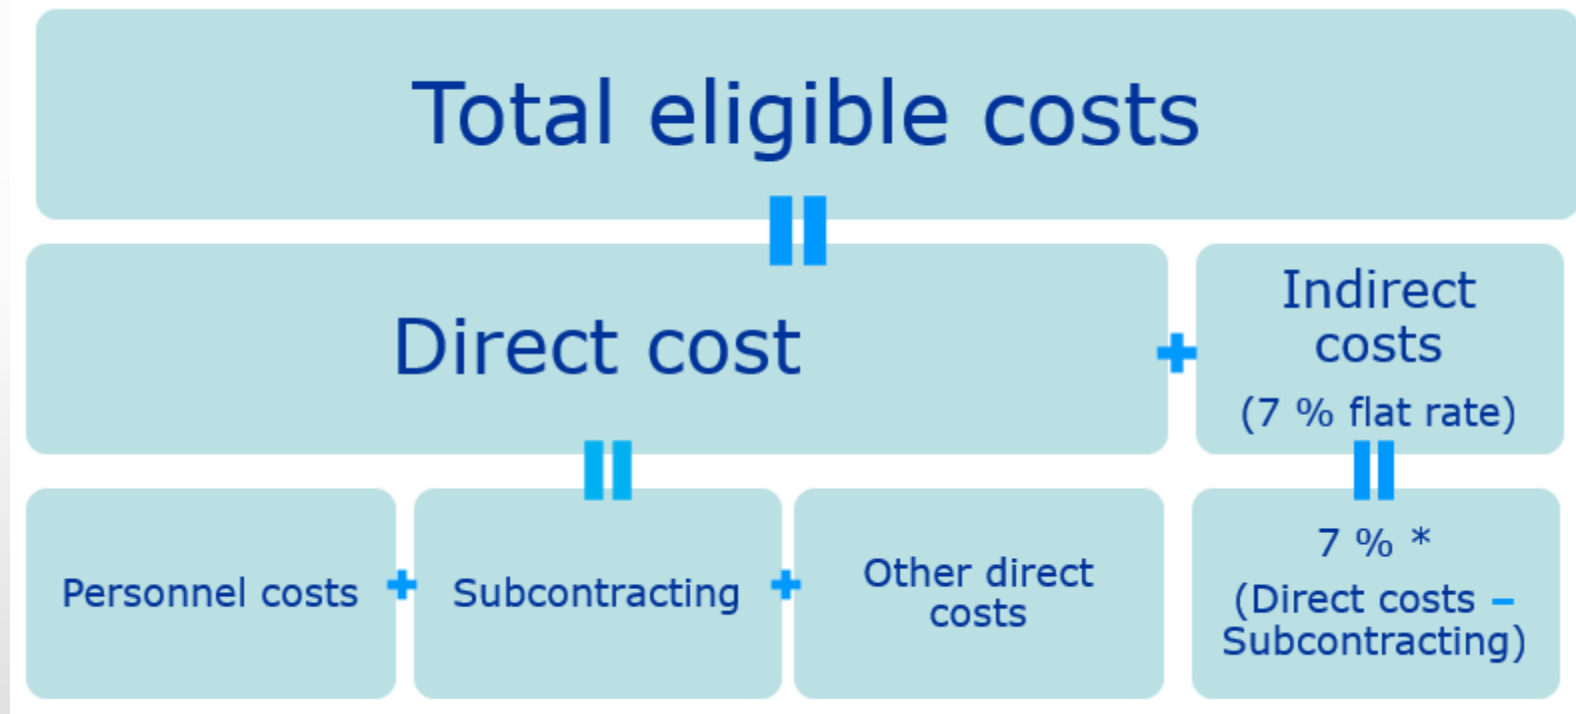 Total eligible costs
Direct cost
+
Indirect
costs
(7 % flat rate)
Personnel costs
+
Subcontracting
+
Other direct
costs
7 % *
(Direct costs –
Subcontracting)